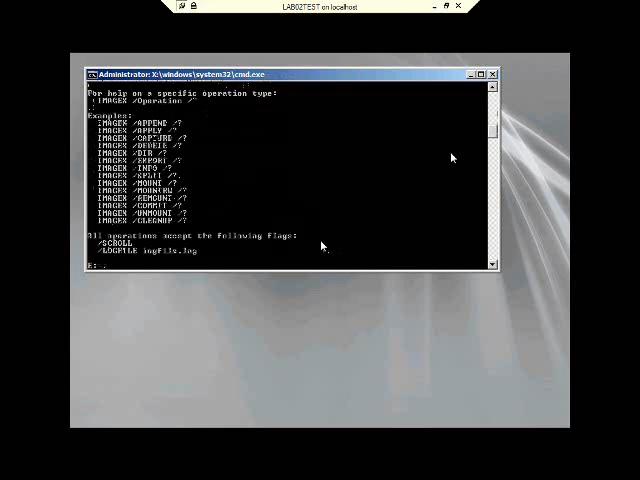 LAB02TEST on localhost
Administrator: X:\windows\system32\cmd.exe
For help on a specific operation type:
IMAGEX /Operation /?
Examples:
IMAGEX /APPEND /?
IMAGEX /APPLY /?
IMAGEX /CAPTURE /?
IMAGEX /DELETE /?
IMAGEX /DIR /?
IMAGEX /EXPORT /?
IMAGEX /INFO /?
IMAGEX /SPLIT /?
IMAGEX /MOUNT /?
IMAGEX /MOUNTRW /?
IMAGEX /REMOUNT /?
IMAGEX /COMMIT /?
IMAGEX /UNMOUNT /?
IMAGEX /CLEANUP /?
All operations accept the following flags:
/SCROLL
/LOGFILE logfile.log